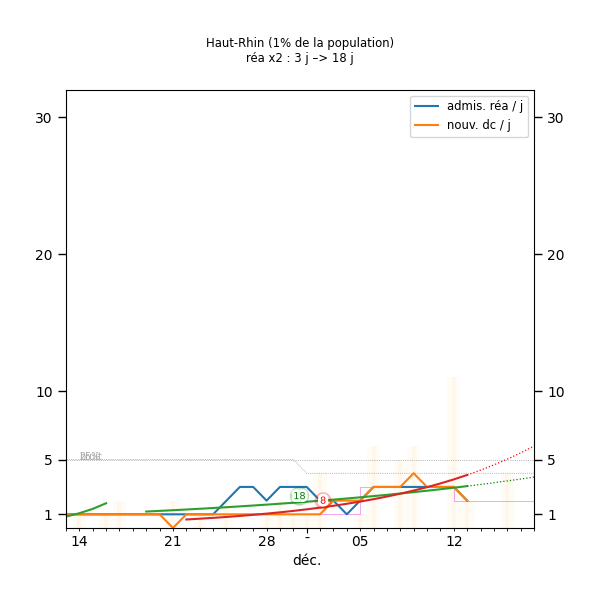 Haut-Rhin (1% de la population)
réa x2 : 3 j –> 18 j
admis. réa / j
nouv. dc / j
30 30
20 20
10 10
5 5
1 1
18 8
14 21 28 - 05 12
déc.